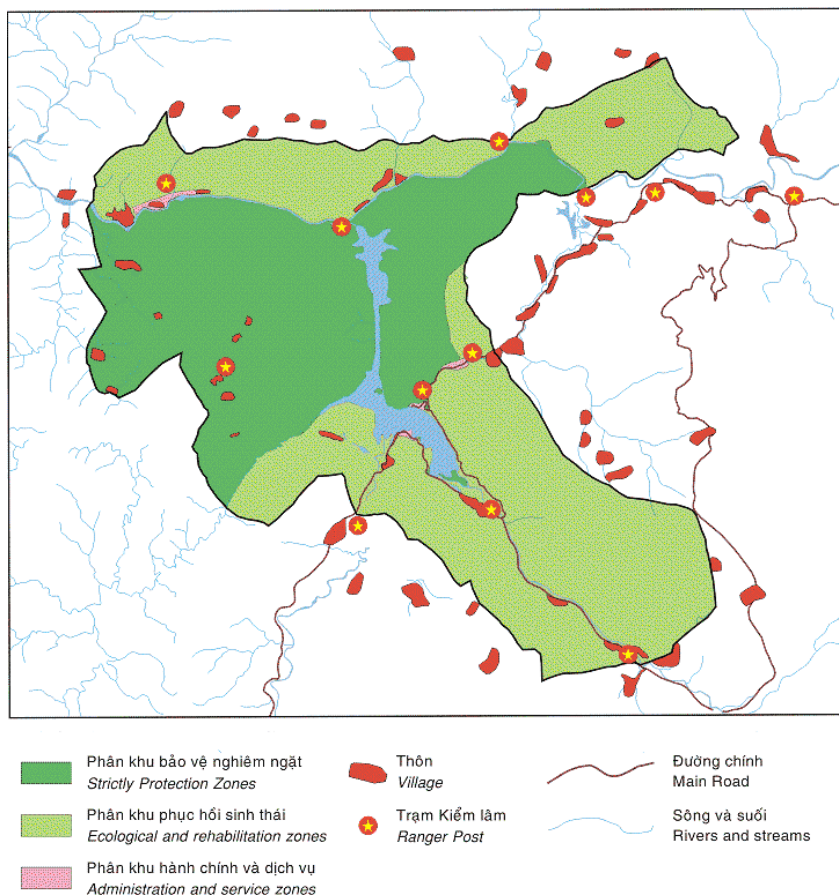 Phân khu bảo vệ nghiêm ngặt
Strictly Protection Zones
Phân khu phục hồi sinh thái
Ecological and rehabilitation zones
Phân khu hành chính và dịch vụ
Administration and service zones
Thôn
Village
Trạm Kiểm lâm
Ranger Post
Đường chính
Main Road
Sông và suối
Rivers and streams